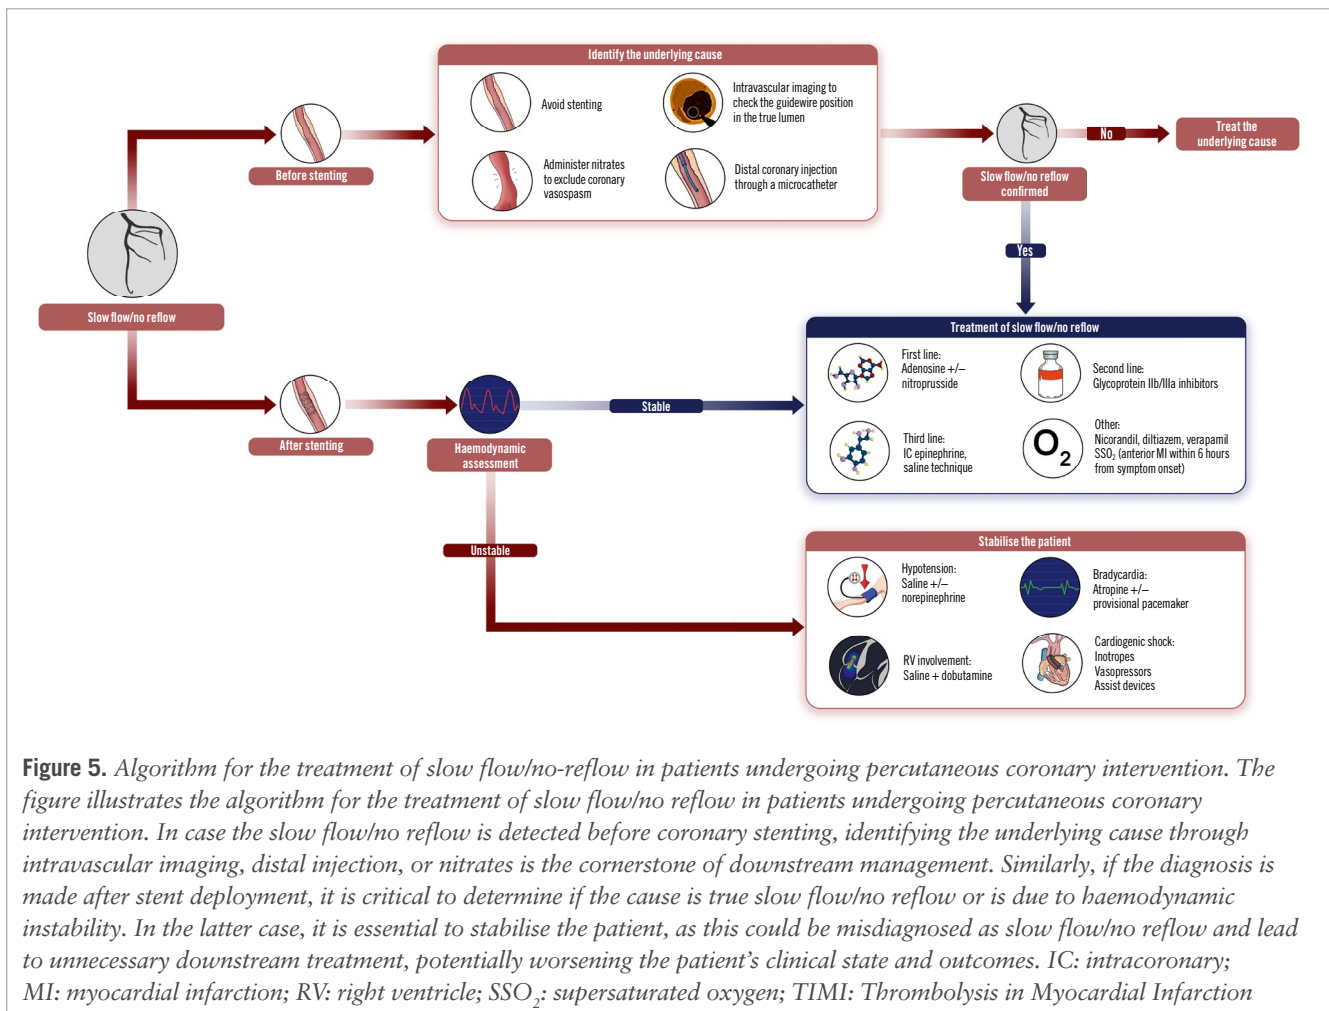 Identify the underlying cause
Avoid stenting
Intravascular imaging to
check the guidewire position
in the true lumen
Administer nitrates
to exclude coronary
vasospasm
Distal coronary injection
through a microcatheter
Before stenting
Slow flow/no reflow
confirmed
No
Treat the
underlying cause
Yes
Slow flow/no reflow
After stenting
Haemodynamic
assessment
Stable
Treatment of slow flow/no reflow
First line:
Adenosine +/–
nitroprusside
Second line:
Glycoprotein IIb/IIIa inhibitors
Third line:
IC epinephrine,
saline technique
O2
Other:
Nicorandil, diltiazem, verapamil
SSO2 (anterior MI within 6 hours
from symptom onset)
Unstable
Stabilise the patient
Hypotension:
Saline +/–
norepinephrine
Bradycardia:
Atropine +/–
provisional pacemaker
RV involvement:
Saline + dobutamine
Cardiogenic shock:
Inotropes
Vasopressors
Assist devices
Figure 5. Algorithm for the treatment of slow flow/no-reflow in patients undergoing percutaneous coronary intervention. The
figure illustrates the algorithm for the treatment of slow flow/no reflow in patients undergoing percutaneous coronary
intervention. In case the slow flow/no reflow is detected before coronary stenting, identifying the underlying cause through
intravascular imaging, distal injection, or nitrates is the cornerstone of downstream management. Similarly, if the diagnosis is
made after stent deployment, it is critical to determine if the cause is true slow flow/no reflow or is due to haemodynamic
instability. In the latter case, it is essential to stabilise the patient, as this could be misdiagnosed as slow flow/no reflow and lead
to unnecessary downstream treatment, potentially worsening the patient's clinical state and outcomes. IC: intracoronary;
MI: myocardial infarction; RV: right ventricle; SSO2: supersaturated oxygen; TIMI: Thrombolysis in Myocardial Infarction